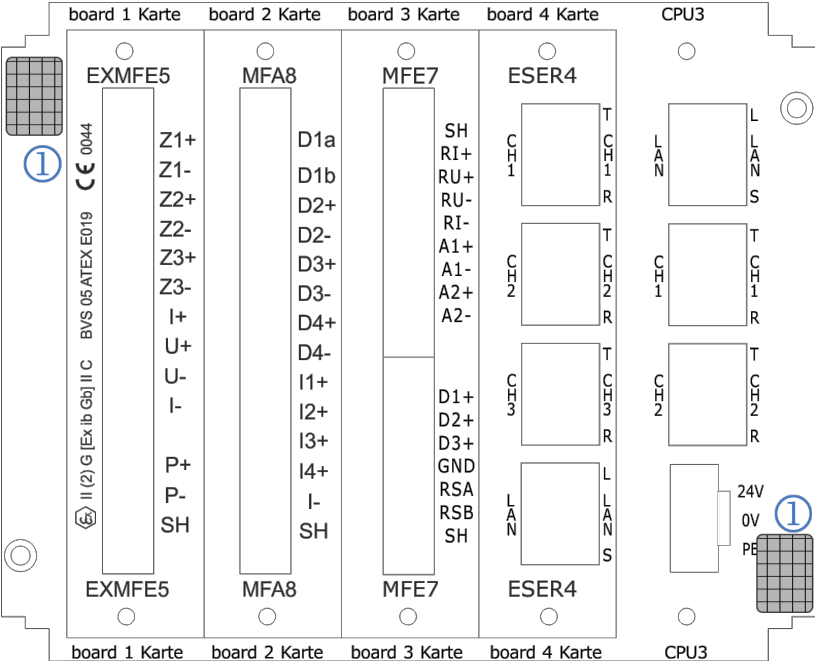 board 1 Karte
board 2 Karte
board 3 Karte
board 4 Karte
CPU3
EXMFE5
MFA8
MFE7
ESER4
①
II (2) G [Ex ib Gb] II C BVS 05 ATEX E019 CE 0044
Z1+
Z1-
Z2+
Z2-
Z3+
Z3-
I+
U+
U-
I-
P+
P-
SH
D1a
D1b
D2+
D2-
D3+
D3-
D4+
D4-
I1+
I2+
I3+
I4+
I-
SH
SH
RI+
RU+
RU-
RI-
A1+
A1-
A2+
A2-
D1+
D2+
D3+
GND
RSA
RSB
SH
CH1
T CH1 R
CH2
T CH2 R
CH3
T CH3 R
LAN
L LAN S
LAN
L LAN S
CH1
T CH1 R
CH2
T CH2 R
24V
0V
PE
①
EXMFE5
MFA8
MFE7
ESER4
board 1 Karte
board 2 Karte
board 3 Karte
board 4 Karte
CPU3